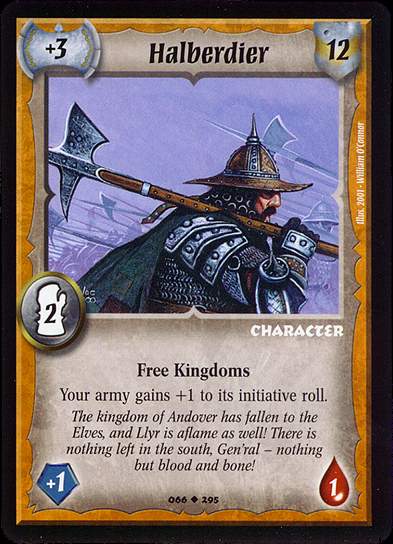 +3
Halberdier
12
Illus. 2001 • William O'Connor
2
CHARACTER
Free Kingdoms
Your army gains +1 to its initiative roll.
The kingdom of Andover has fallen to the
Elves, and Llyr is aflame as well! There is
nothing left in the south, Gen'ral – nothing
but blood and bone!
+1
066 ◆ 295
1